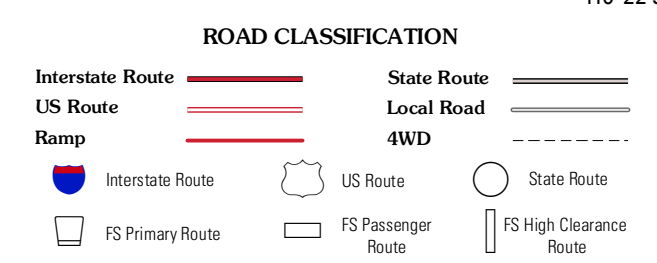 ROAD CLASSIFICATION
Interstate Route
State Route
US Route
Local Road
Ramp
4WD
Interstate Route
US Route
State Route
FS Primary Route
FS Passenger
Route
FS High Clearance
Route